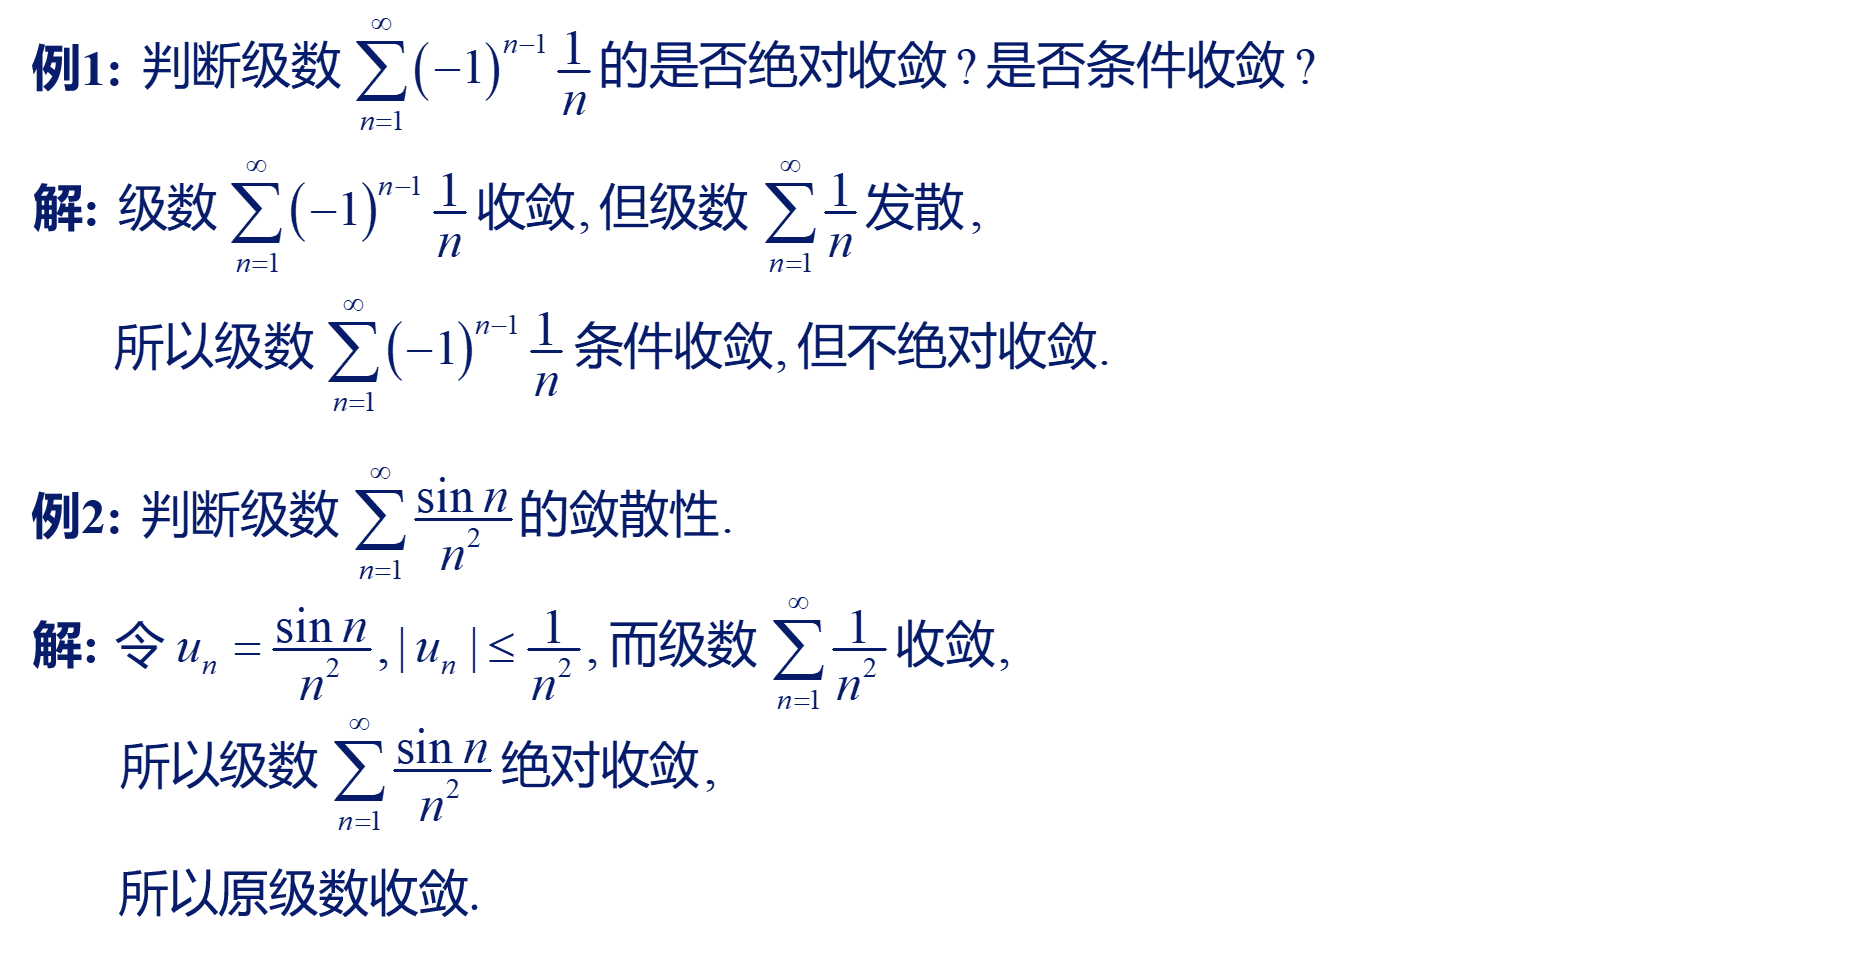 例1: 判断级数 $\sum_{n=1}^{\infty}(-1)^{n-1}\frac{1}{n}$ 的是否绝对收敛？是否条件收敛？
解: 级数 $\sum_{n=1}^{\infty}(-1)^{n-1}\frac{1}{n}$ 收敛, 但级数 $\sum_{n=1}^{\infty}\frac{1}{n}$ 发散,
所以级数 $\sum_{n=1}^{\infty}(-1)^{n-1}\frac{1}{n}$ 条件收敛, 但不绝对收敛.
例2: 判断级数 $\sum_{n=1}^{\infty}\frac{\sin n}{n^2}$ 的敛散性.
解: 令 $u_n = \frac{\sin n}{n^2}, |u_n| \leq \frac{1}{n^2}$, 而级数 $\sum_{n=1}^{\infty}\frac{1}{n^2}$ 收敛,
所以级数 $\sum_{n=1}^{\infty}\frac{\sin n}{n^2}$ 绝对收敛,
所以原级数收敛.